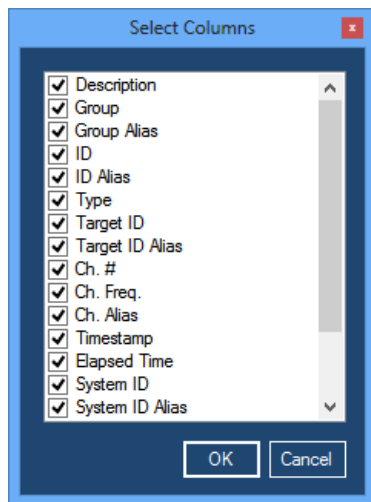 Select Columns
x
Description
Group
Group Alias
ID
ID Alias
Type
Target ID
Target ID Alias
Ch. #
Ch. Freq.
Ch. Alias
Timestamp
Elapsed Time
System ID
System ID Alias
OK Cancel